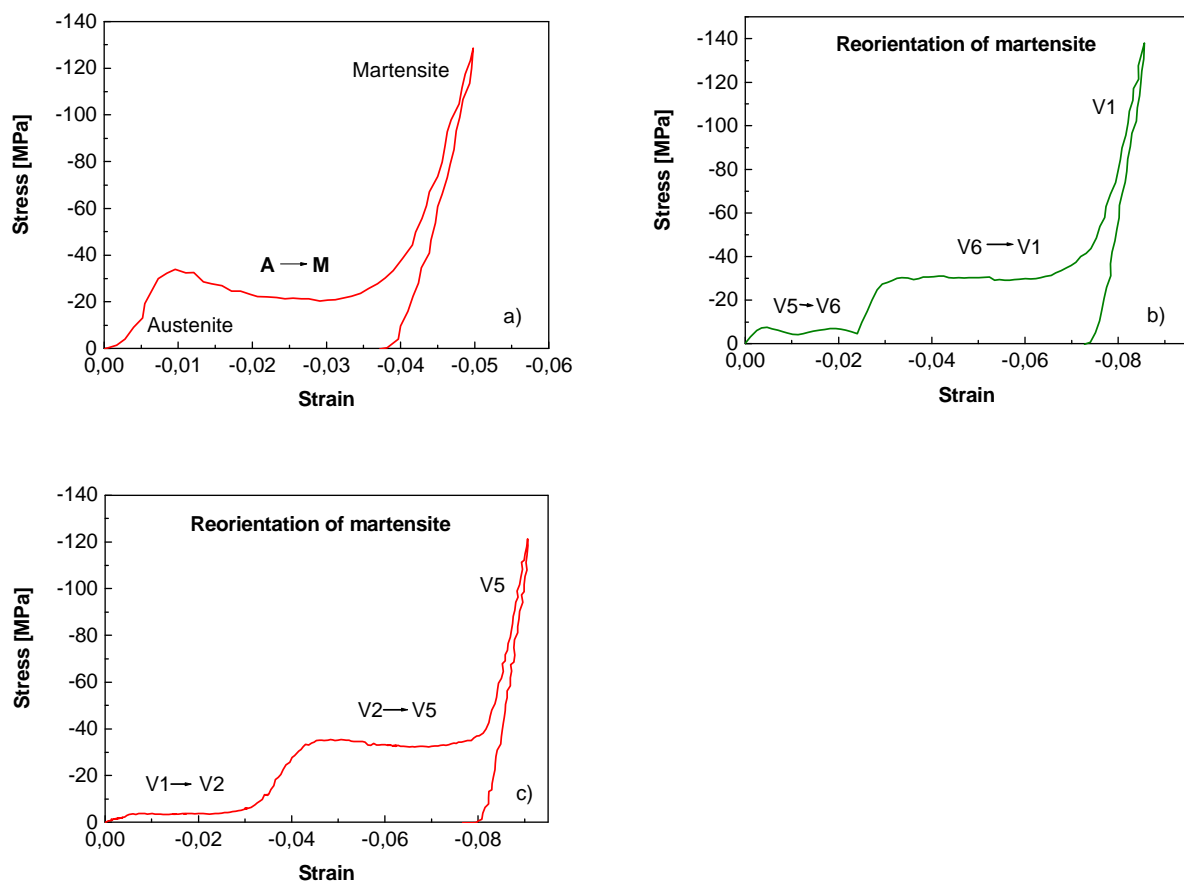 -120
-100
-80
-60
-40
-20
0
Stress [MPa]
Martensite
A → M
Austenite
a)
0,00 -0,01 -0,02 -0,03 -0,04 -0,05 -0,06
Strain
-140
-120
-100
-80
-60
-40
-20
0
Stress [MPa]
Reorientation of martensite
V1
V6 → V1
V5 → V6
b)
0,00 -0,02 -0,04 -0,06 -0,08
Strain
-140
-120
-100
-80
-60
-40
-20
0
Stress [MPa]
Reorientation of martensite
V5
V2 → V5
V1 → V2
c)
0,00 -0,02 -0,04 -0,06 -0,08
Strain